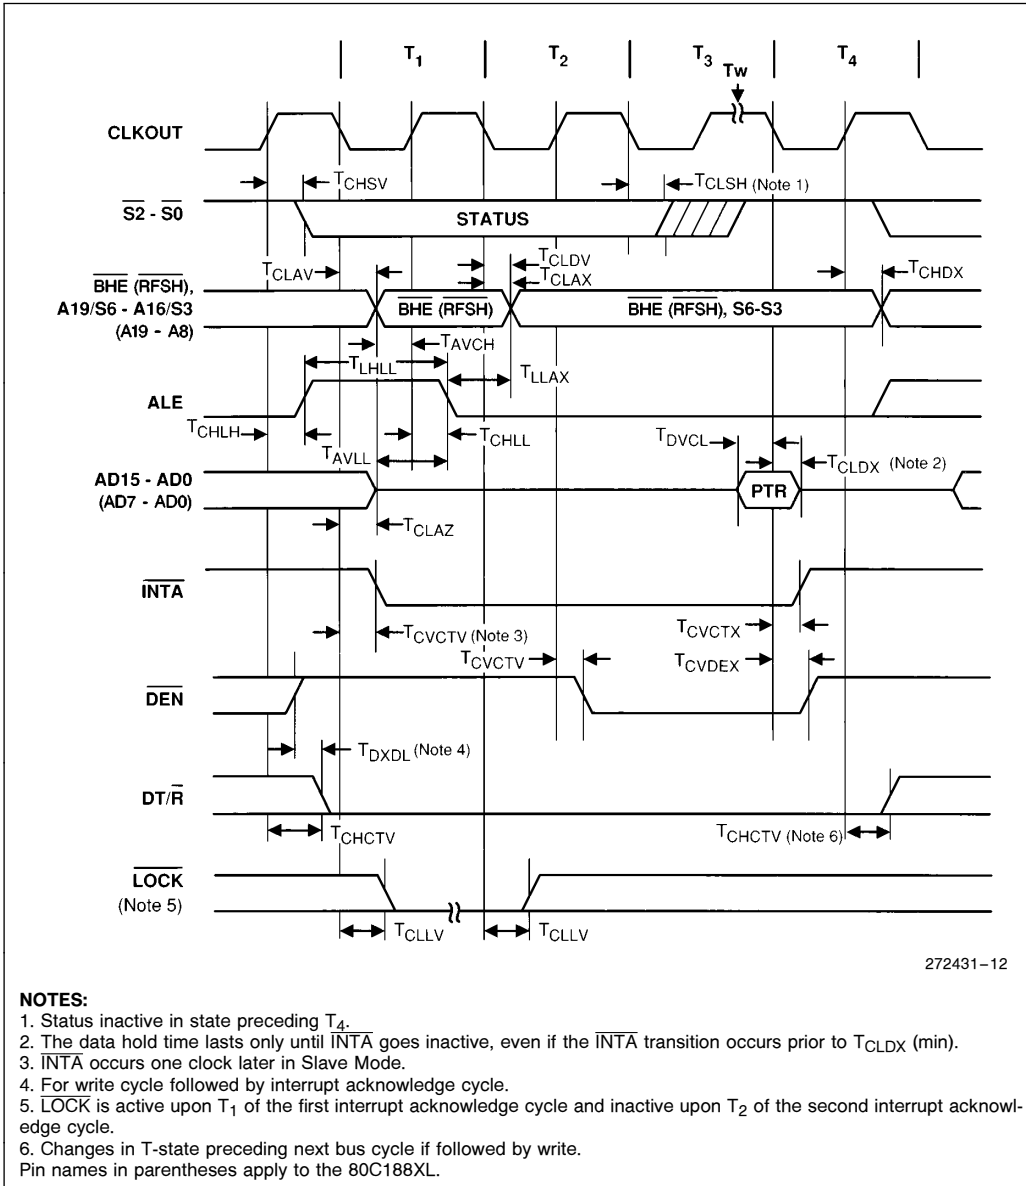 T1 T2 T3 T4
Tw
CLKOUT
TCHSV TCLSH (Note 1)
S2 - S0 STATUS
TCLDV
TCLAV TCLAX TCHDX
BHE (RFSH),
A19/S6 - A16/S3 BHE (RFSH) BHE (RFSH), S6-S3
(A19 - A8)
TAVCH
TLHLL TLLAX
ALE
TCHLH TCHLL TDVCL
TAVLL TCLDX (Note 2)
AD15 - AD0 PTR
(AD7 - AD0)
TCLAZ
INTA
TCVCTV (Note 3) TCVCTX
TCVCTV TCVDEX
DEN
TDXDL (Note 4)
DT/R
TCHCTV TCHCTV (Note 6)
LOCK
(Note 5)
TCLLV TCLLV
272431-12
NOTES:
1. Status inactive in state preceding T4.
2. The data hold time lasts only until INTA goes inactive, even if the INTA transition occurs prior to TCLDX (min).
3. INTA occurs one clock later in Slave Mode.
4. For write cycle followed by interrupt acknowledge cycle.
5. LOCK is active upon T1 of the first interrupt acknowledge cycle and inactive upon T2 of the second interrupt acknowl-
edge cycle.
6. Changes in T-state preceding next bus cycle if followed by write.
Pin names in parentheses apply to the 80C188XL.